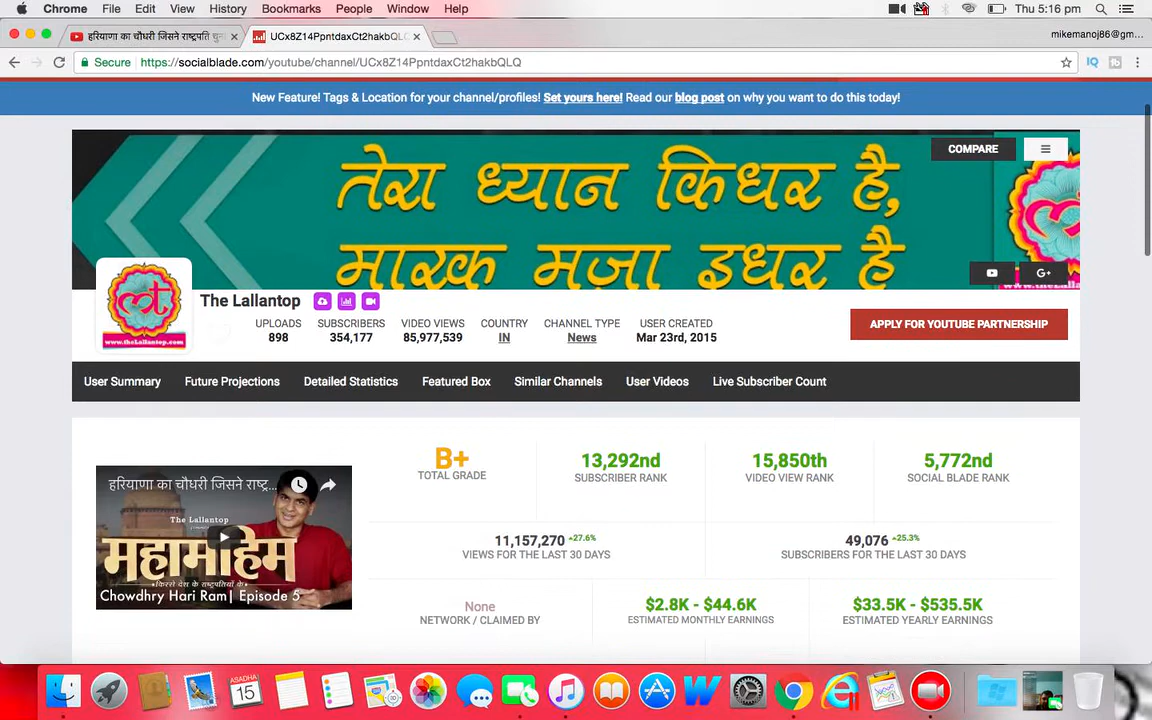 Chrome File Edit View History Bookmarks People Window Help Thu 5:16 pm
हरियाणा का चौधरी जिसने राष्ट्रपति चुना UCx8Z14PpntdaxCt2hakbQLQ mikemanoj86@gm...
Secure https://socialblade.com/youtube/channel/UCx8Z14PpntdaxCt2hakbQLQ
New Feature! Tags & Location for your channel/profiles! Set yours here! Read our blog post on why you want to do this today!
COMPARE
तेरा ध्यान किधर है,
मारक मज़ा इधर है
G+
www.theLallantop.com
The Lallantop
UPLOADS SUBSCRIBERS VIDEO VIEWS COUNTRY CHANNEL TYPE USER CREATED
898 354,177 85,977,539 IN News Mar 23rd, 2015
APPLY FOR YOUTUBE PARTNERSHIP
User Summary Future Projections Detailed Statistics Featured Box Similar Channels User Videos Live Subscriber Count
B+ 13,292nd 15,850th 5,772nd
TOTAL GRADE SUBSCRIBER RANK VIDEO VIEW RANK SOCIAL BLADE RANK
हरियाणा का चौधरी जिसने राष्ट्र...
The Lallantop
महामहिम
किस्से देश के राष्ट्रपतियों के
Chowdhry Hari Ram| Episode 5
11,157,270 27.6% 49,076 25.3%
VIEWS FOR THE LAST 30 DAYS SUBSCRIBERS FOR THE LAST 30 DAYS
None $2.8K - $44.6K $33.5K - $535.5K
NETWORK / CLAIMED BY ESTIMATED MONTHLY EARNINGS ESTIMATED YEARLY EARNINGS
ASADHA
15